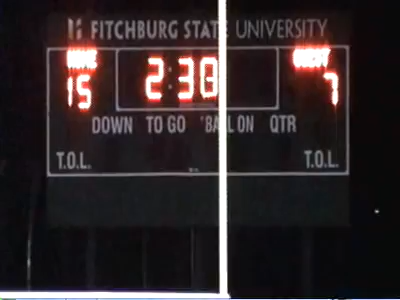 FITCHBURG STATE UNIVERSITY
HOME GUEST
15 2:38 7
DOWN TO GO BALL ON QTR
T.O.L. T.O.L.